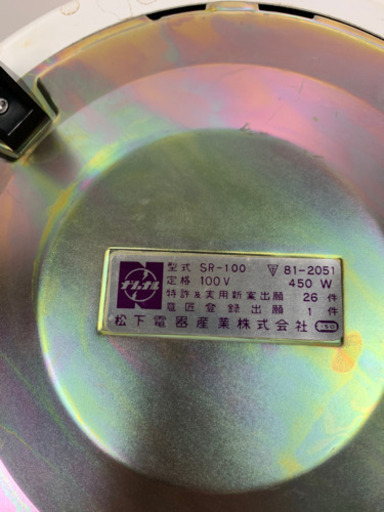 ナショナル
型式 SR-100 〒 81-2051
定格 100V 450 W
特許&実用新案出願 26 件
意匠登録出願 1 件
松下電器産業株式会社